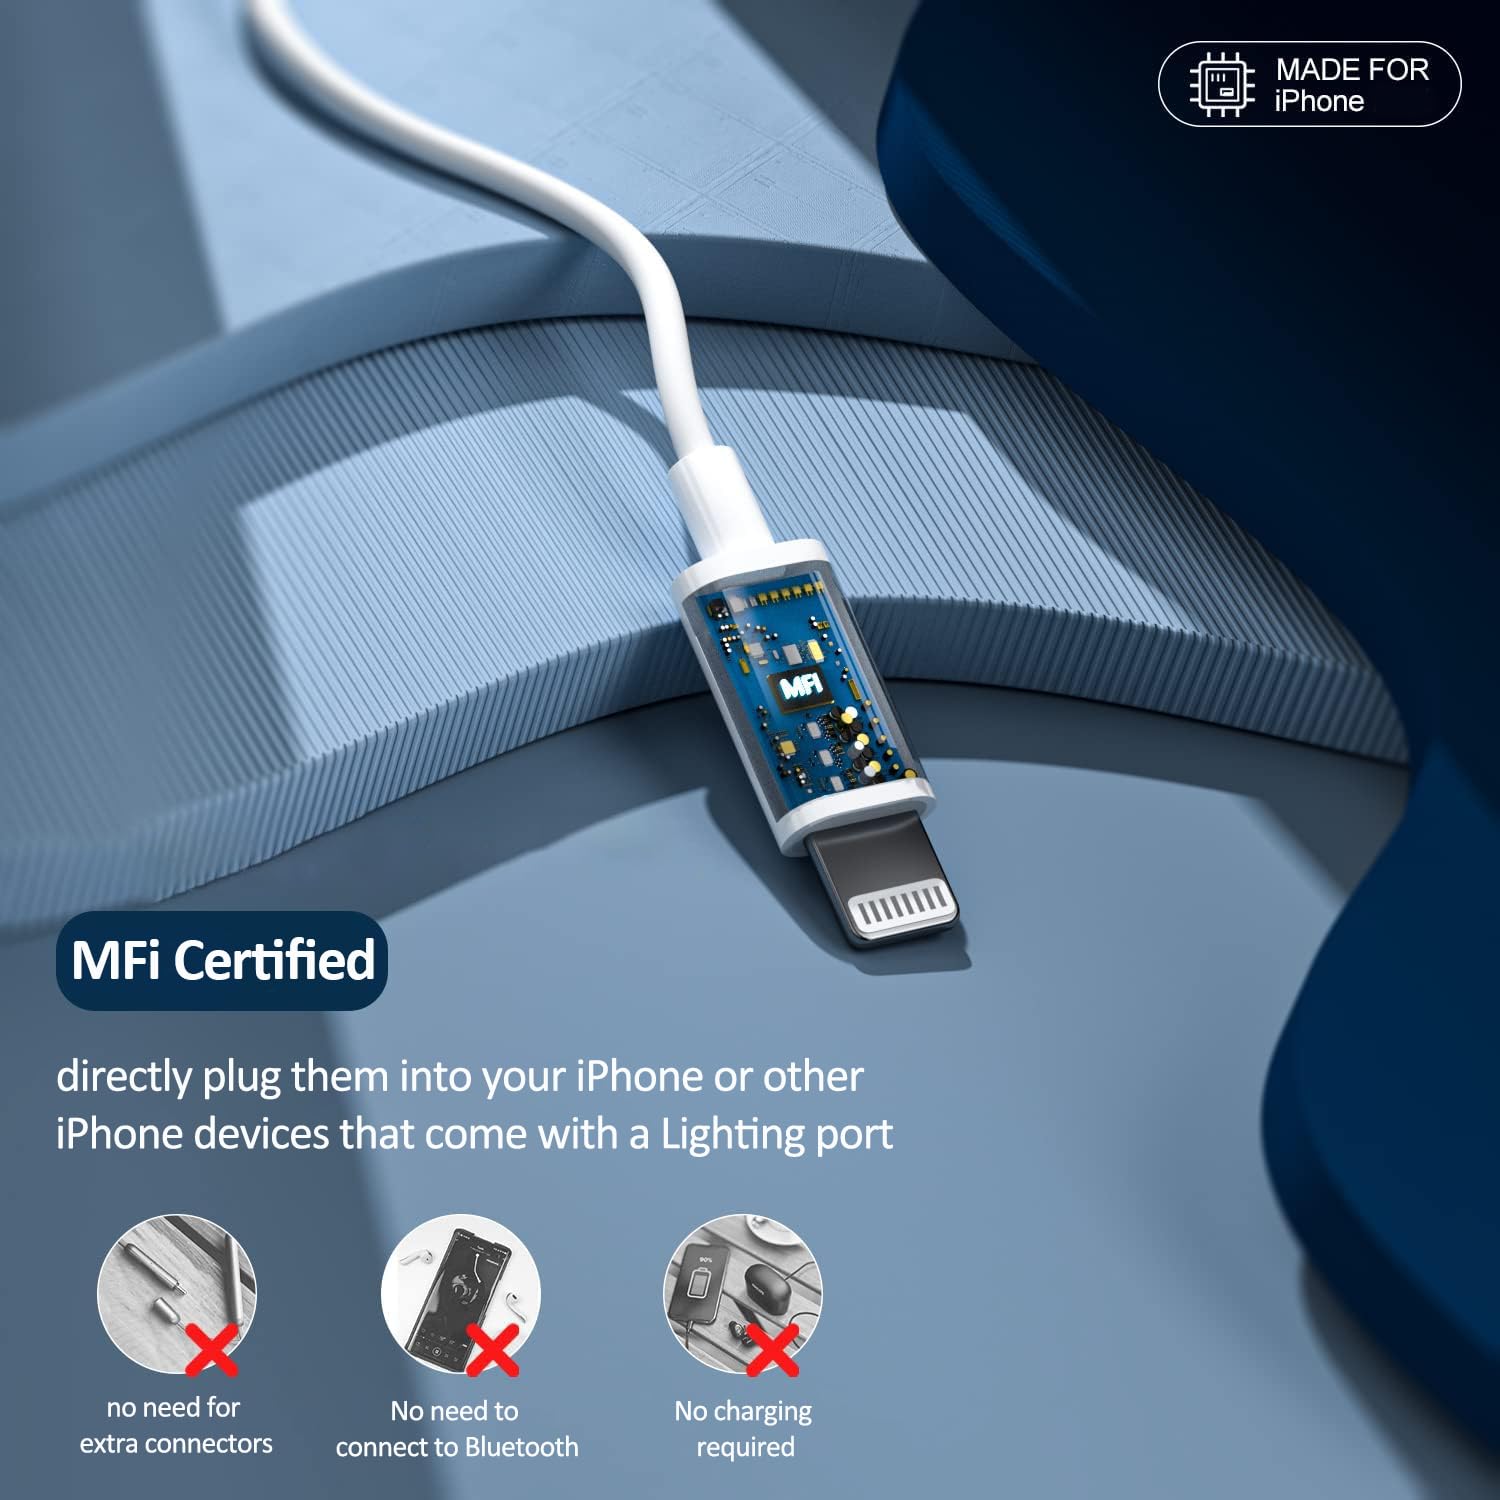 MADE FOR
iPhone
MFi
MFi Certified
directly plug them into your iPhone or other
iPhone devices that come with a Lighting port
90%
no need for
extra connectors
No need to
connect to Bluetooth
No charging
required